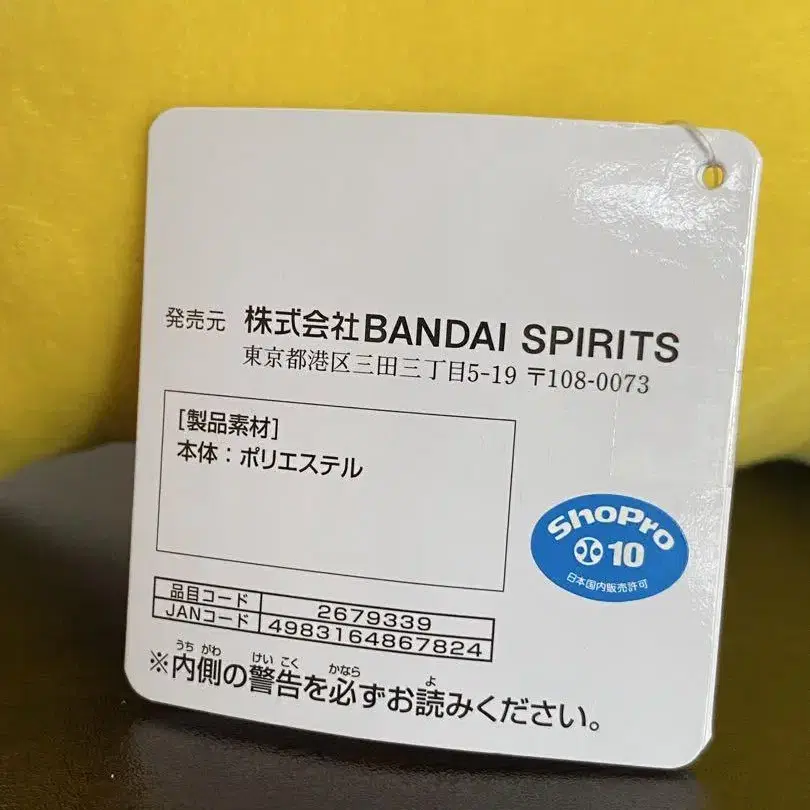 発売元 株式会社BANDAI SPIRITS
東京都港区三田三丁目5-19 〒108-0073
[製品素材]
本体：ポリエステル
ShoPro
10
日本国内販売許可
品目コード 2679339
JANコード 4983164867824
うち がわ けい こく かなら よ
※内側の警告を必ずお読みください。